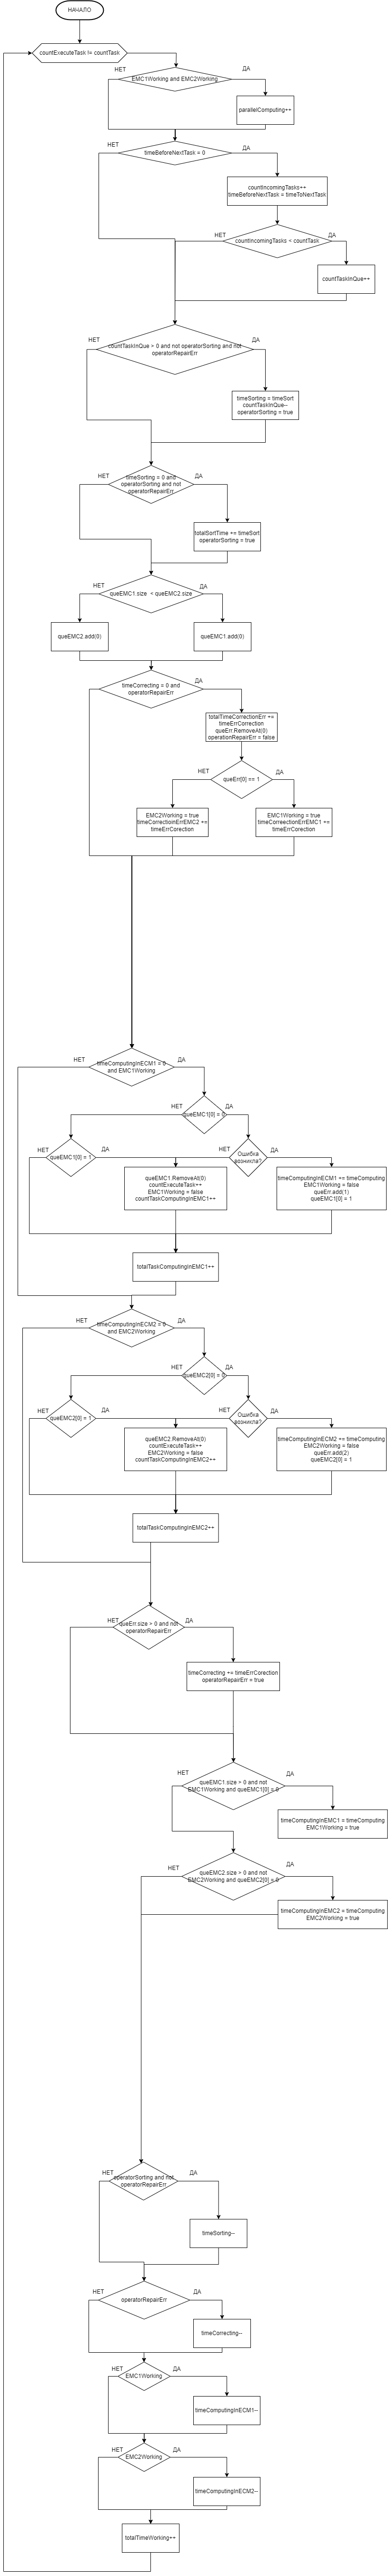 НАЧАЛО
countExecuteTask != countTask
НЕТ
EMC1Working and EMC2Working
ДА
parallelComputing++
НЕТ
timeBeforeNextTask = 0
ДА
countIncomingTasks++
timeBeforeNextTask = timeToNextTask
НЕТ
countIncomingTasks < countTask
ДА
countTaskInQue++
НЕТ
countTaskInQue > 0 and not operatorSorting and not
operatorRepairErr
ДА
timeSorting = timeSort
countTaskInQue--
operatorSorting = true
НЕТ
timeSorting = 0 and
operatorSorting and not
operatorRepairErr
ДА
totalSortTime += timeSort
operatorSorting = true
НЕТ
queEMC1.size < queEMC2.size
ДА
queEMC2.add(0)
queEMC1.add(0)
НЕТ
timeCorrecting = 0 and
operatorRepairErr
ДА
totalTimeCorrectionErr +=
timeErrCorrection
queErr.RemoveAt(0)
operationRepairErr = false
НЕТ
queErr[0] == 1
ДА
EMC2Working = true
timeCorrectioinErrEMC2 +=
timeErrCorection
EMC1Working = true
timeCorreectionErrEMC1 +=
timeErrCorection
НЕТ
timeComputingInECM1 = 0
and EMC1Working
ДА
НЕТ
queEMC1[0] = 0
ДА
НЕТ
queEMC1[0] = 1
ДА
НЕТ
Ошибка
возникла?
ДА
queEMC1.RemoveAt(0)
countExecuteTask++
EMC1Working = false
countTaskComputingInEMC1++
timeComputingInECM1 += timeComputing
EMC1Working = false
queErr.add(1)
queEMC1[0] = 1
totalTaskComputingInEMC1++
НЕТ
timeComputingInECM2 = 0
and EMC2Working
ДА
НЕТ
queEMC2[0] = 0
ДА
НЕТ
queEMC2[0] = 1
ДА
НЕТ
Ошибка
возникла?
ДА
queEMC2.RemoveAt(0)
countExecuteTask++
EMC2Working = false
countTaskComputingInEMC2++
timeComputingInECM2 += timeComputing
EMC2Working = false
queErr.add(2)
queEMC2[0] = 1
totalTaskComputingInEMC2++
НЕТ
queErr.size > 0 and not
operatorRepairErr
ДА
timeCorrecting += timeErrCorection
operatorRepairErr = true
НЕТ
queEMC1.size > 0 and not
EMC1Working and queEMC1[0] < 0
ДА
timeComputingInEMC1 = timeComputing
EMC1Working = true
НЕТ
queEMC2.size > 0 and not
EMC2Working and queEMC2[0] < 0
ДА
timeComputingInEMC2 = timeComputing
EMC2Working = true
НЕТ
operatorSorting and not
operatorRepairErr
ДА
timeSorting--
НЕТ
operatorRepairErr
ДА
timeCorrecting--
НЕТ
EMC1Working
ДА
timeComputingInECM1--
НЕТ
EMC2Working
ДА
timeComputingInECM2--
totalTimeWorking++